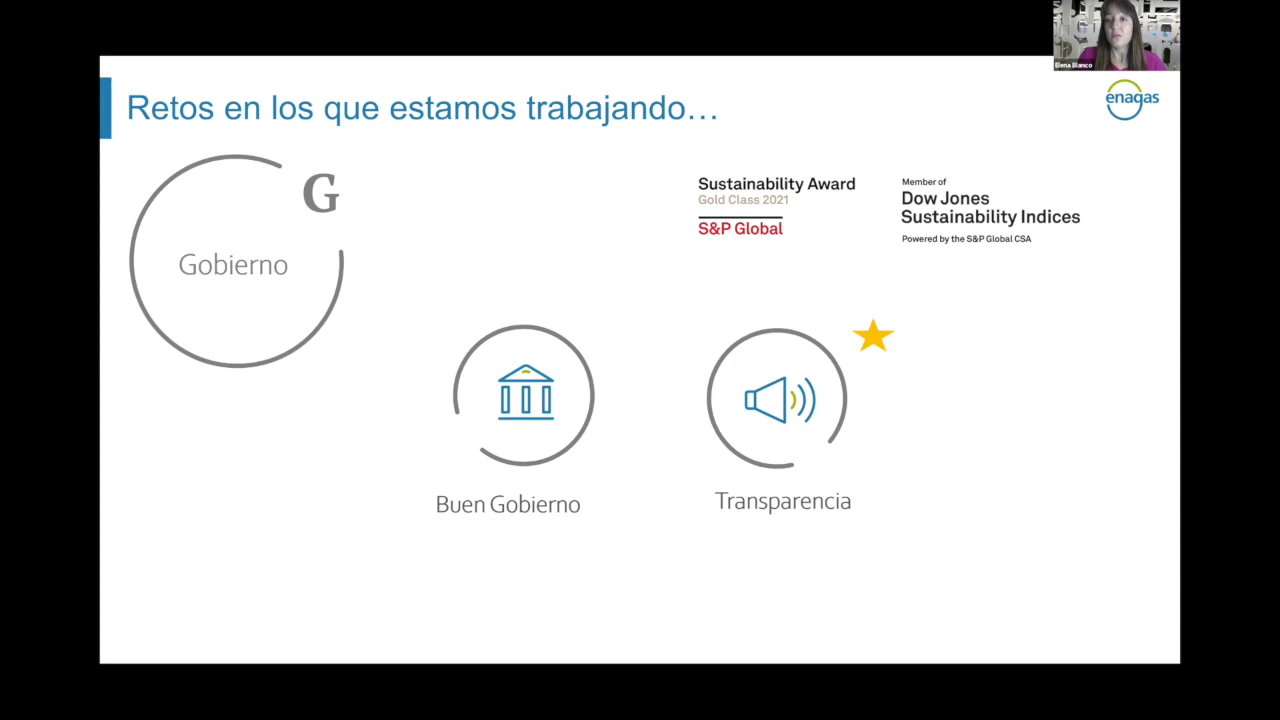 Elena Blanco
enagas
Retos en los que estamos trabajando…
G
Gobierno
Sustainability Award
Gold Class 2021
S&P Global
Member of
Dow Jones
Sustainability Indices
Powered by the S&P Global CSA
Buen Gobierno
Transparencia